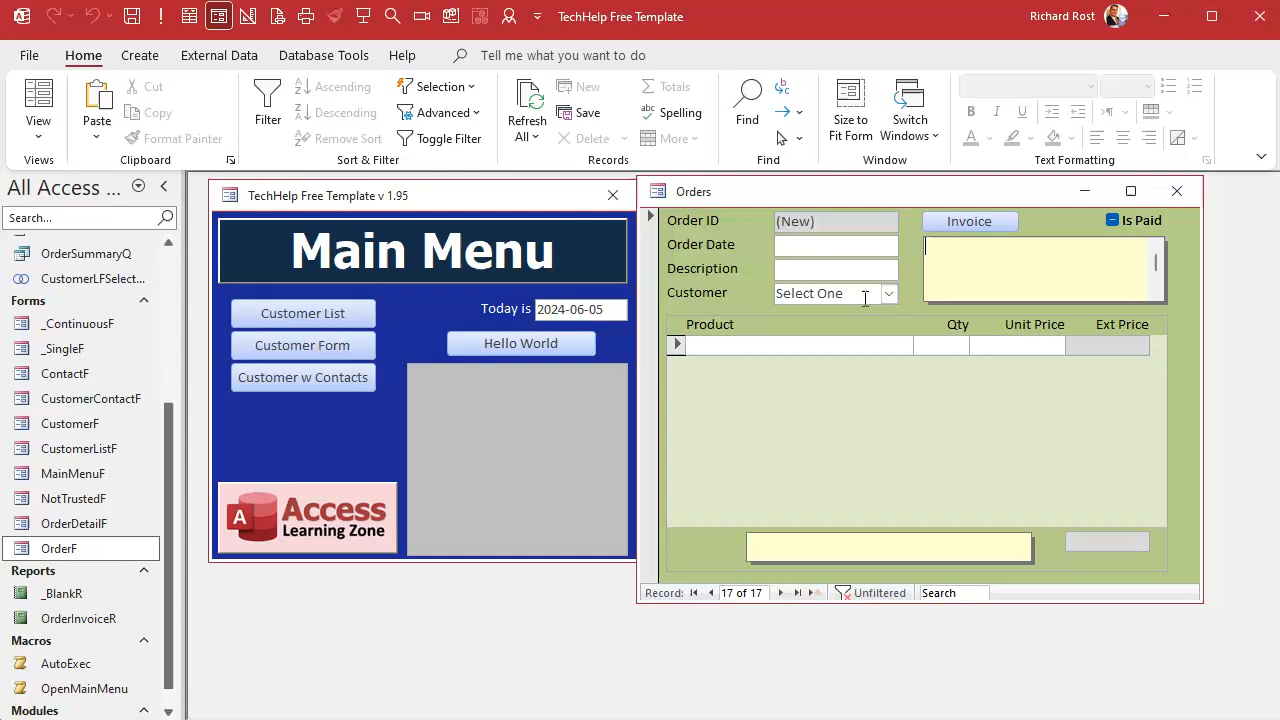 TechHelp Free Template
Richard Rost
File
Home
Create
External Data
Database Tools
Help
Tell me what you want to do
View
Views
Paste
Cut
Copy
Format Painter
Clipboard
Filter
Ascending
Descending
Remove Sort
Selection
Advanced
Toggle Filter
Sort & Filter
Refresh
All
New
Save
Delete
Totals
Spelling
More
Records
Find
Find
Size to
Fit Form
Switch
Windows
Window
B I U
A
Text Formatting
All Access ...
Search...
OrderSummaryQ
CustomerLFSelect...
Forms
_ContinuousF
_SingleF
ContactF
CustomerContactF
CustomerF
CustomerListF
MainMenuF
NotTrustedF
OrderDetailF
OrderF
Reports
_BlankR
OrderInvoiceR
Macros
AutoExec
OpenMainMenu
Modules
TechHelp Free Template v 1.95
Main Menu
Customer List
Customer Form
Customer w Contacts
Today is 2024-06-05
Hello World
A Access
Learning Zone
Orders
Order ID (New)
Order Date
Description
Customer Select One
Invoice
Is Paid
Product Qty Unit Price Ext Price
Record: 17 of 17 Unfiltered Search